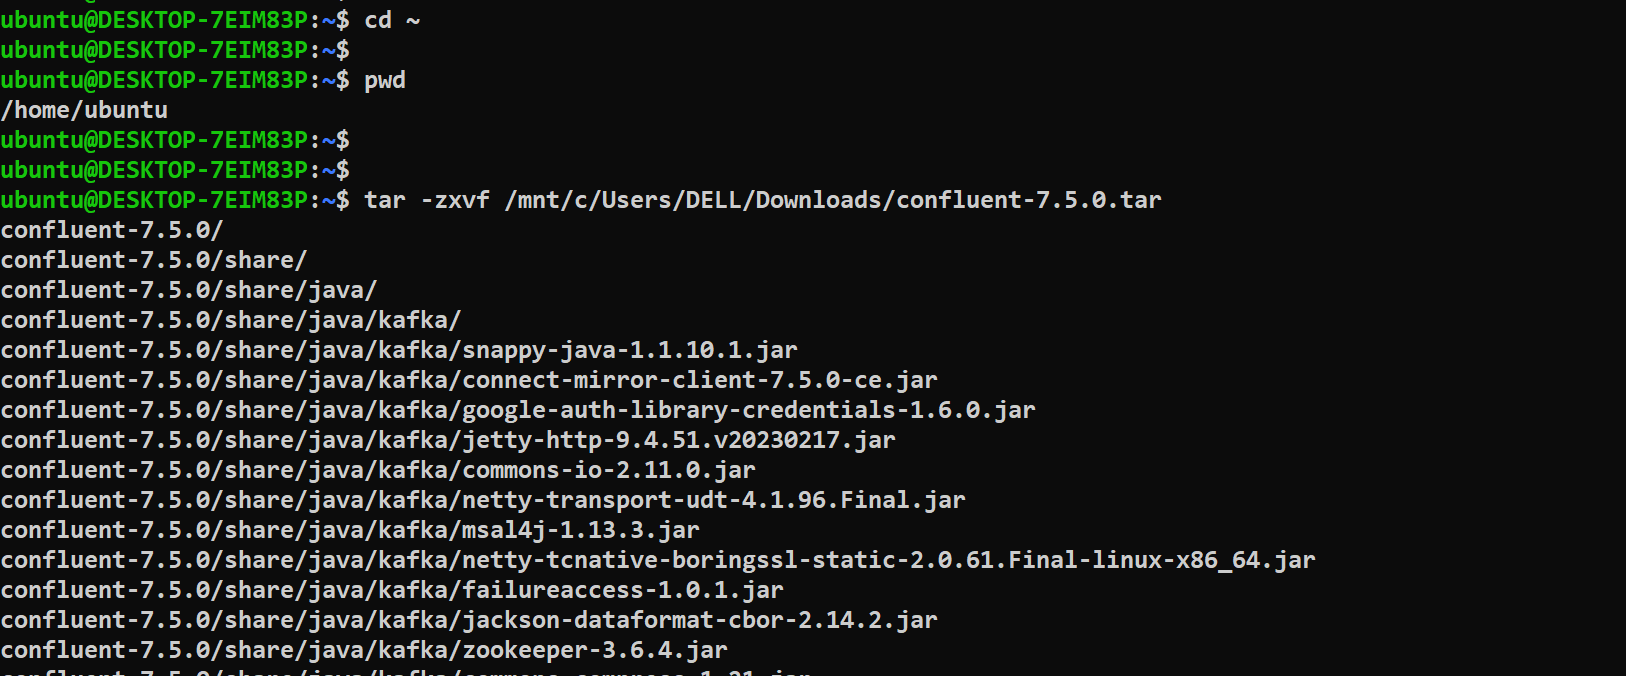 ubuntu@DESKTOP-7EIM83P:~$ cd ~
ubuntu@DESKTOP-7EIM83P:~$
ubuntu@DESKTOP-7EIM83P:~$ pwd
/home/ubuntu
ubuntu@DESKTOP-7EIM83P:~$
ubuntu@DESKTOP-7EIM83P:~$
ubuntu@DESKTOP-7EIM83P:~$ tar -zxvf /mnt/c/Users/DELL/Downloads/confluent-7.5.0.tar
confluent-7.5.0/
confluent-7.5.0/share/
confluent-7.5.0/share/java/
confluent-7.5.0/share/java/kafka/
confluent-7.5.0/share/java/kafka/snappy-java-1.1.10.1.jar
confluent-7.5.0/share/java/kafka/connect-mirror-client-7.5.0-ce.jar
confluent-7.5.0/share/java/kafka/google-auth-library-credentials-1.6.0.jar
confluent-7.5.0/share/java/kafka/jetty-http-9.4.51.v20230217.jar
confluent-7.5.0/share/java/kafka/commons-io-2.11.0.jar
confluent-7.5.0/share/java/kafka/netty-transport-udt-4.1.96.Final.jar
confluent-7.5.0/share/java/kafka/msal4j-1.13.3.jar
confluent-7.5.0/share/java/kafka/netty-tcnative-boringssl-static-2.0.61.Final-linux-x86_64.jar
confluent-7.5.0/share/java/kafka/failureaccess-1.0.1.jar
confluent-7.5.0/share/java/kafka/jackson-dataformat-cbor-2.14.2.jar
confluent-7.5.0/share/java/kafka/zookeeper-3.6.4.jar